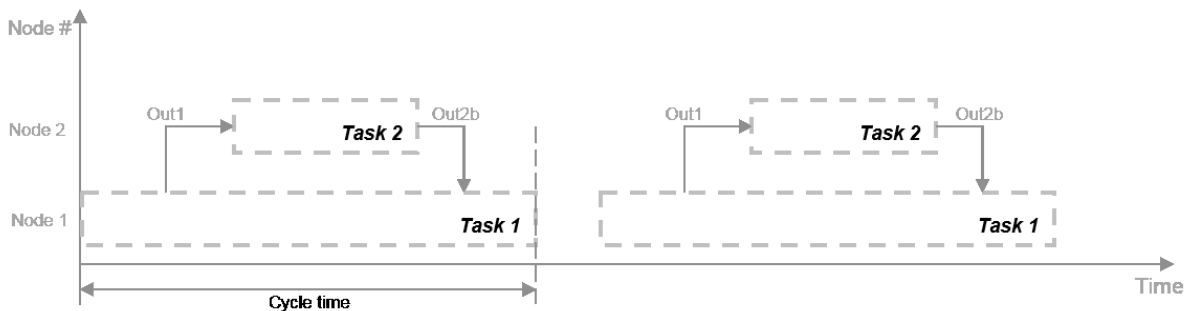 Node #
Out1
Out2b
Out1
Out2b
Node 2
Task 2
Task 2
Node 1
Task 1
Task 1
Time
Cycle time